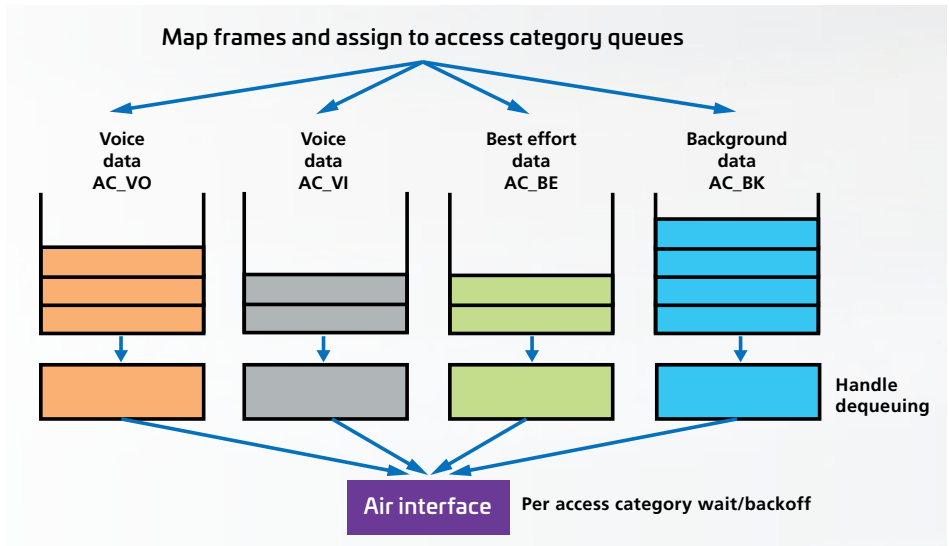 Map frames and assign to access category queues
Voice
data
AC_VO
Voice
data
AC_VI
Best effort
data
AC_BE
Background
data
AC_BK
Handle
dequeuing
Air interface
Per access category wait/backoff